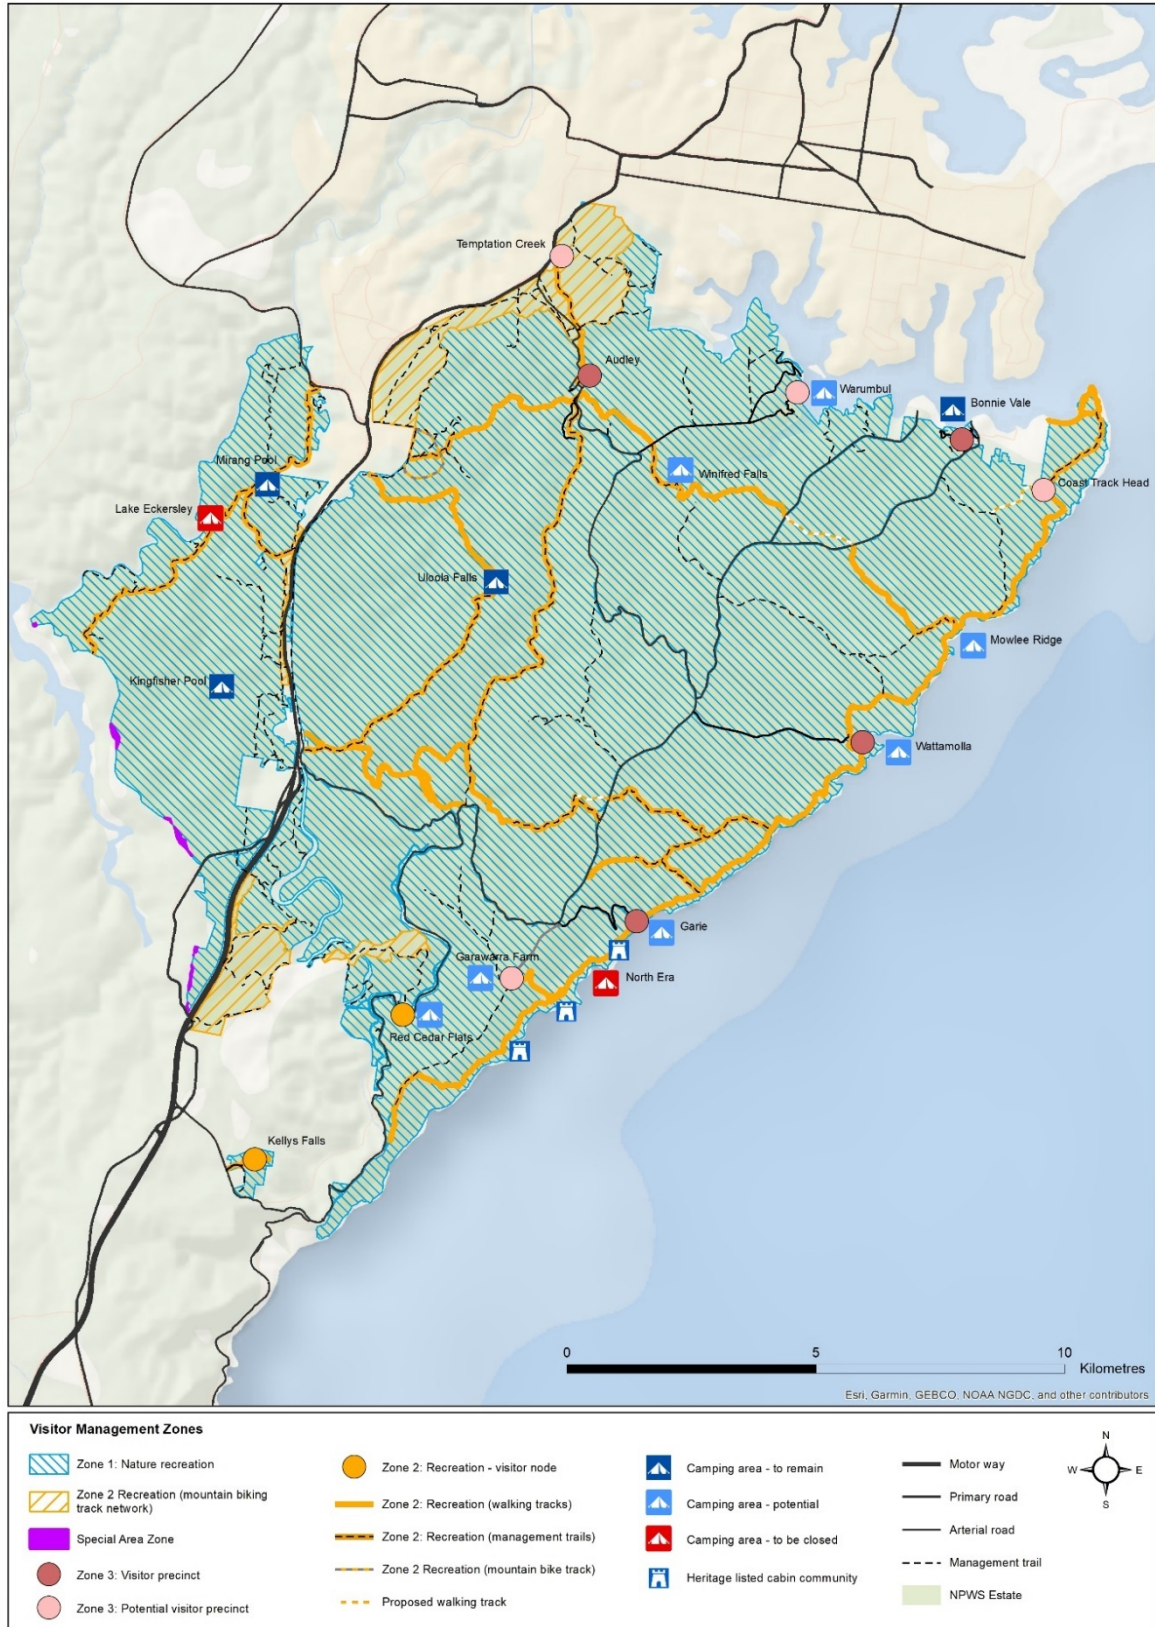 Temptation Creek
Audley
Warumbul
Bonnie Vale
Mirang Pool
Winifred Falls
Coast Track Head
Lake Eckersley
Uloola Falls
Mowlee Ridge
Kingfisher Pool
Wattamolla
Garie
Garawarra Farm
North Era
Red Cedar Flats
Kellys Falls
0 5 10
Kilometres
Esri, Garmin, GEBCO, NOAA NGDC, and other contributors
Visitor Management Zones
Zone 1: Nature recreation
Zone 2 Recreation (mountain biking
track network)
Special Area Zone
Zone 3: Visitor precinct
Zone 3: Potential visitor precinct
Zone 2: Recreation - visitor node
Zone 2: Recreation (walking tracks)
Zone 2: Recreation (management trails)
Zone 2 Recreation (mountain bike track)
Proposed walking track
Camping area - to remain
Camping area - potential
Camping area - to be closed
Heritage listed cabin community
Motor way
Primary road
Arterial road
Management trail
NPWS Estate
N
W E
S